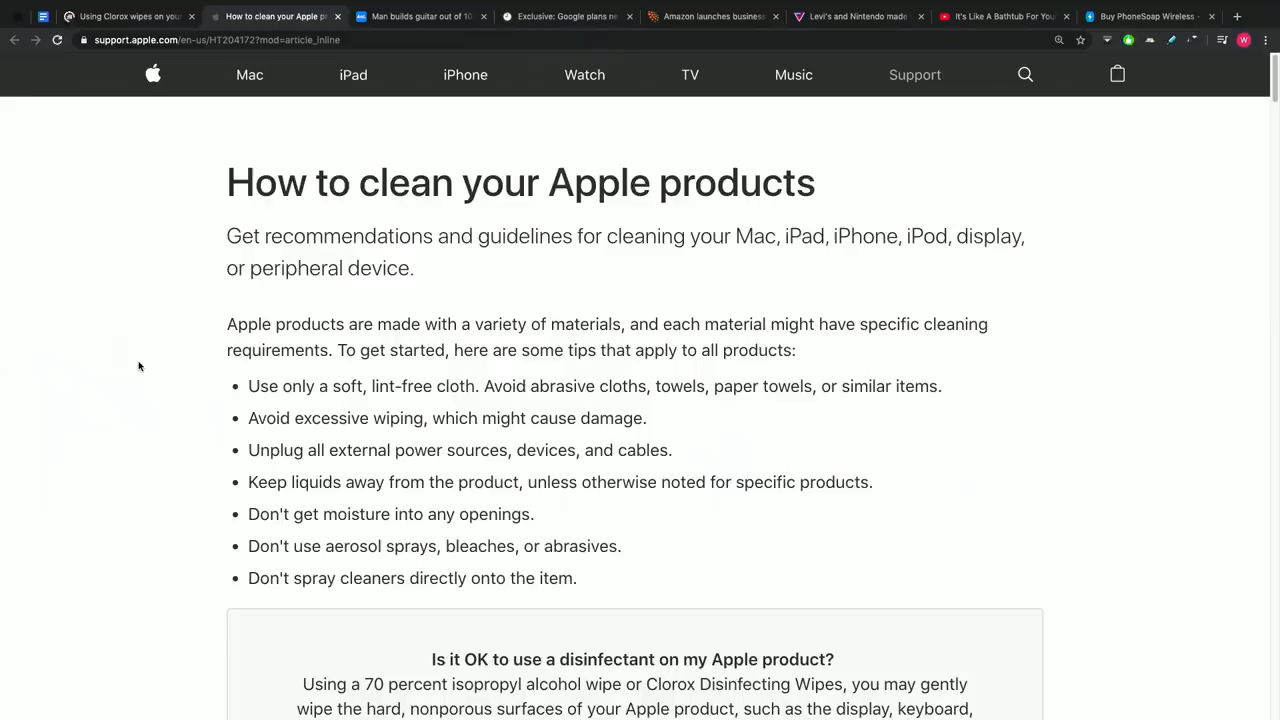 Using Clorox wipes on your
How to clean your Apple p
Man builds guitar out of 10
Exclusive: Google plans ne
Amazon launches business
Levi's and Nintendo made
It's Like A Bathtub For You
Buy PhoneSoap Wireless -
support.apple.com/en-us/HT204172?mod=article_inline
W
Mac
iPad
iPhone
Watch
TV
Music
Support
How to clean your Apple products
Get recommendations and guidelines for cleaning your Mac, iPad, iPhone, iPod, display,
or peripheral device.
Apple products are made with a variety of materials, and each material might have specific cleaning
requirements. To get started, here are some tips that apply to all products:
• Use only a soft, lint-free cloth. Avoid abrasive cloths, towels, paper towels, or similar items.
• Avoid excessive wiping, which might cause damage.
• Unplug all external power sources, devices, and cables.
• Keep liquids away from the product, unless otherwise noted for specific products.
• Don't get moisture into any openings.
• Don't use aerosol sprays, bleaches, or abrasives.
• Don't spray cleaners directly onto the item.
Is it OK to use a disinfectant on my Apple product?
Using a 70 percent isopropyl alcohol wipe or Clorox Disinfecting Wipes, you may gently
wipe the hard, nonporous surfaces of your Apple product, such as the display, keyboard,